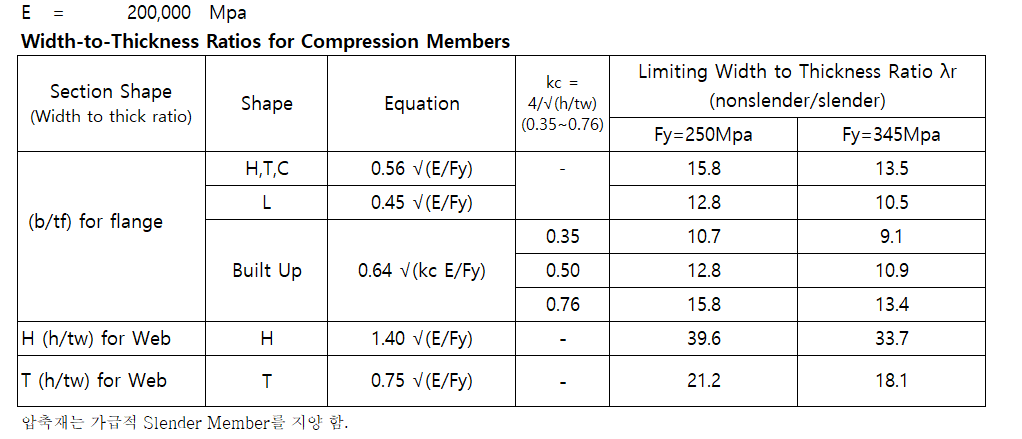 E = 200,000 Mpa
Width-to-Thickness Ratios for Compression Members
Section Shape
(Width to thick ratio)
Shape
Equation
kc =
4/√(h/tw)
(0.35~0.76)
Limiting Width to Thickness Ratio λr
(nonslender/slender)
Fy=250Mpa
Fy=345Mpa
(b/tf) for flange
H,T,C
0.56 √(E/Fy)
-
15.8
13.5
L
0.45 √(E/Fy)
12.8
10.5
Built Up
0.64 √(kc E/Fy)
0.35
10.7
9.1
0.50
12.8
10.9
0.76
15.8
13.4
H (h/tw) for Web
H
1.40 √(E/Fy)
-
39.6
33.7
T (h/tw) for Web
T
0.75 √(E/Fy)
-
21.2
18.1
압축재는 가급적 Slender Member를 지양 함.